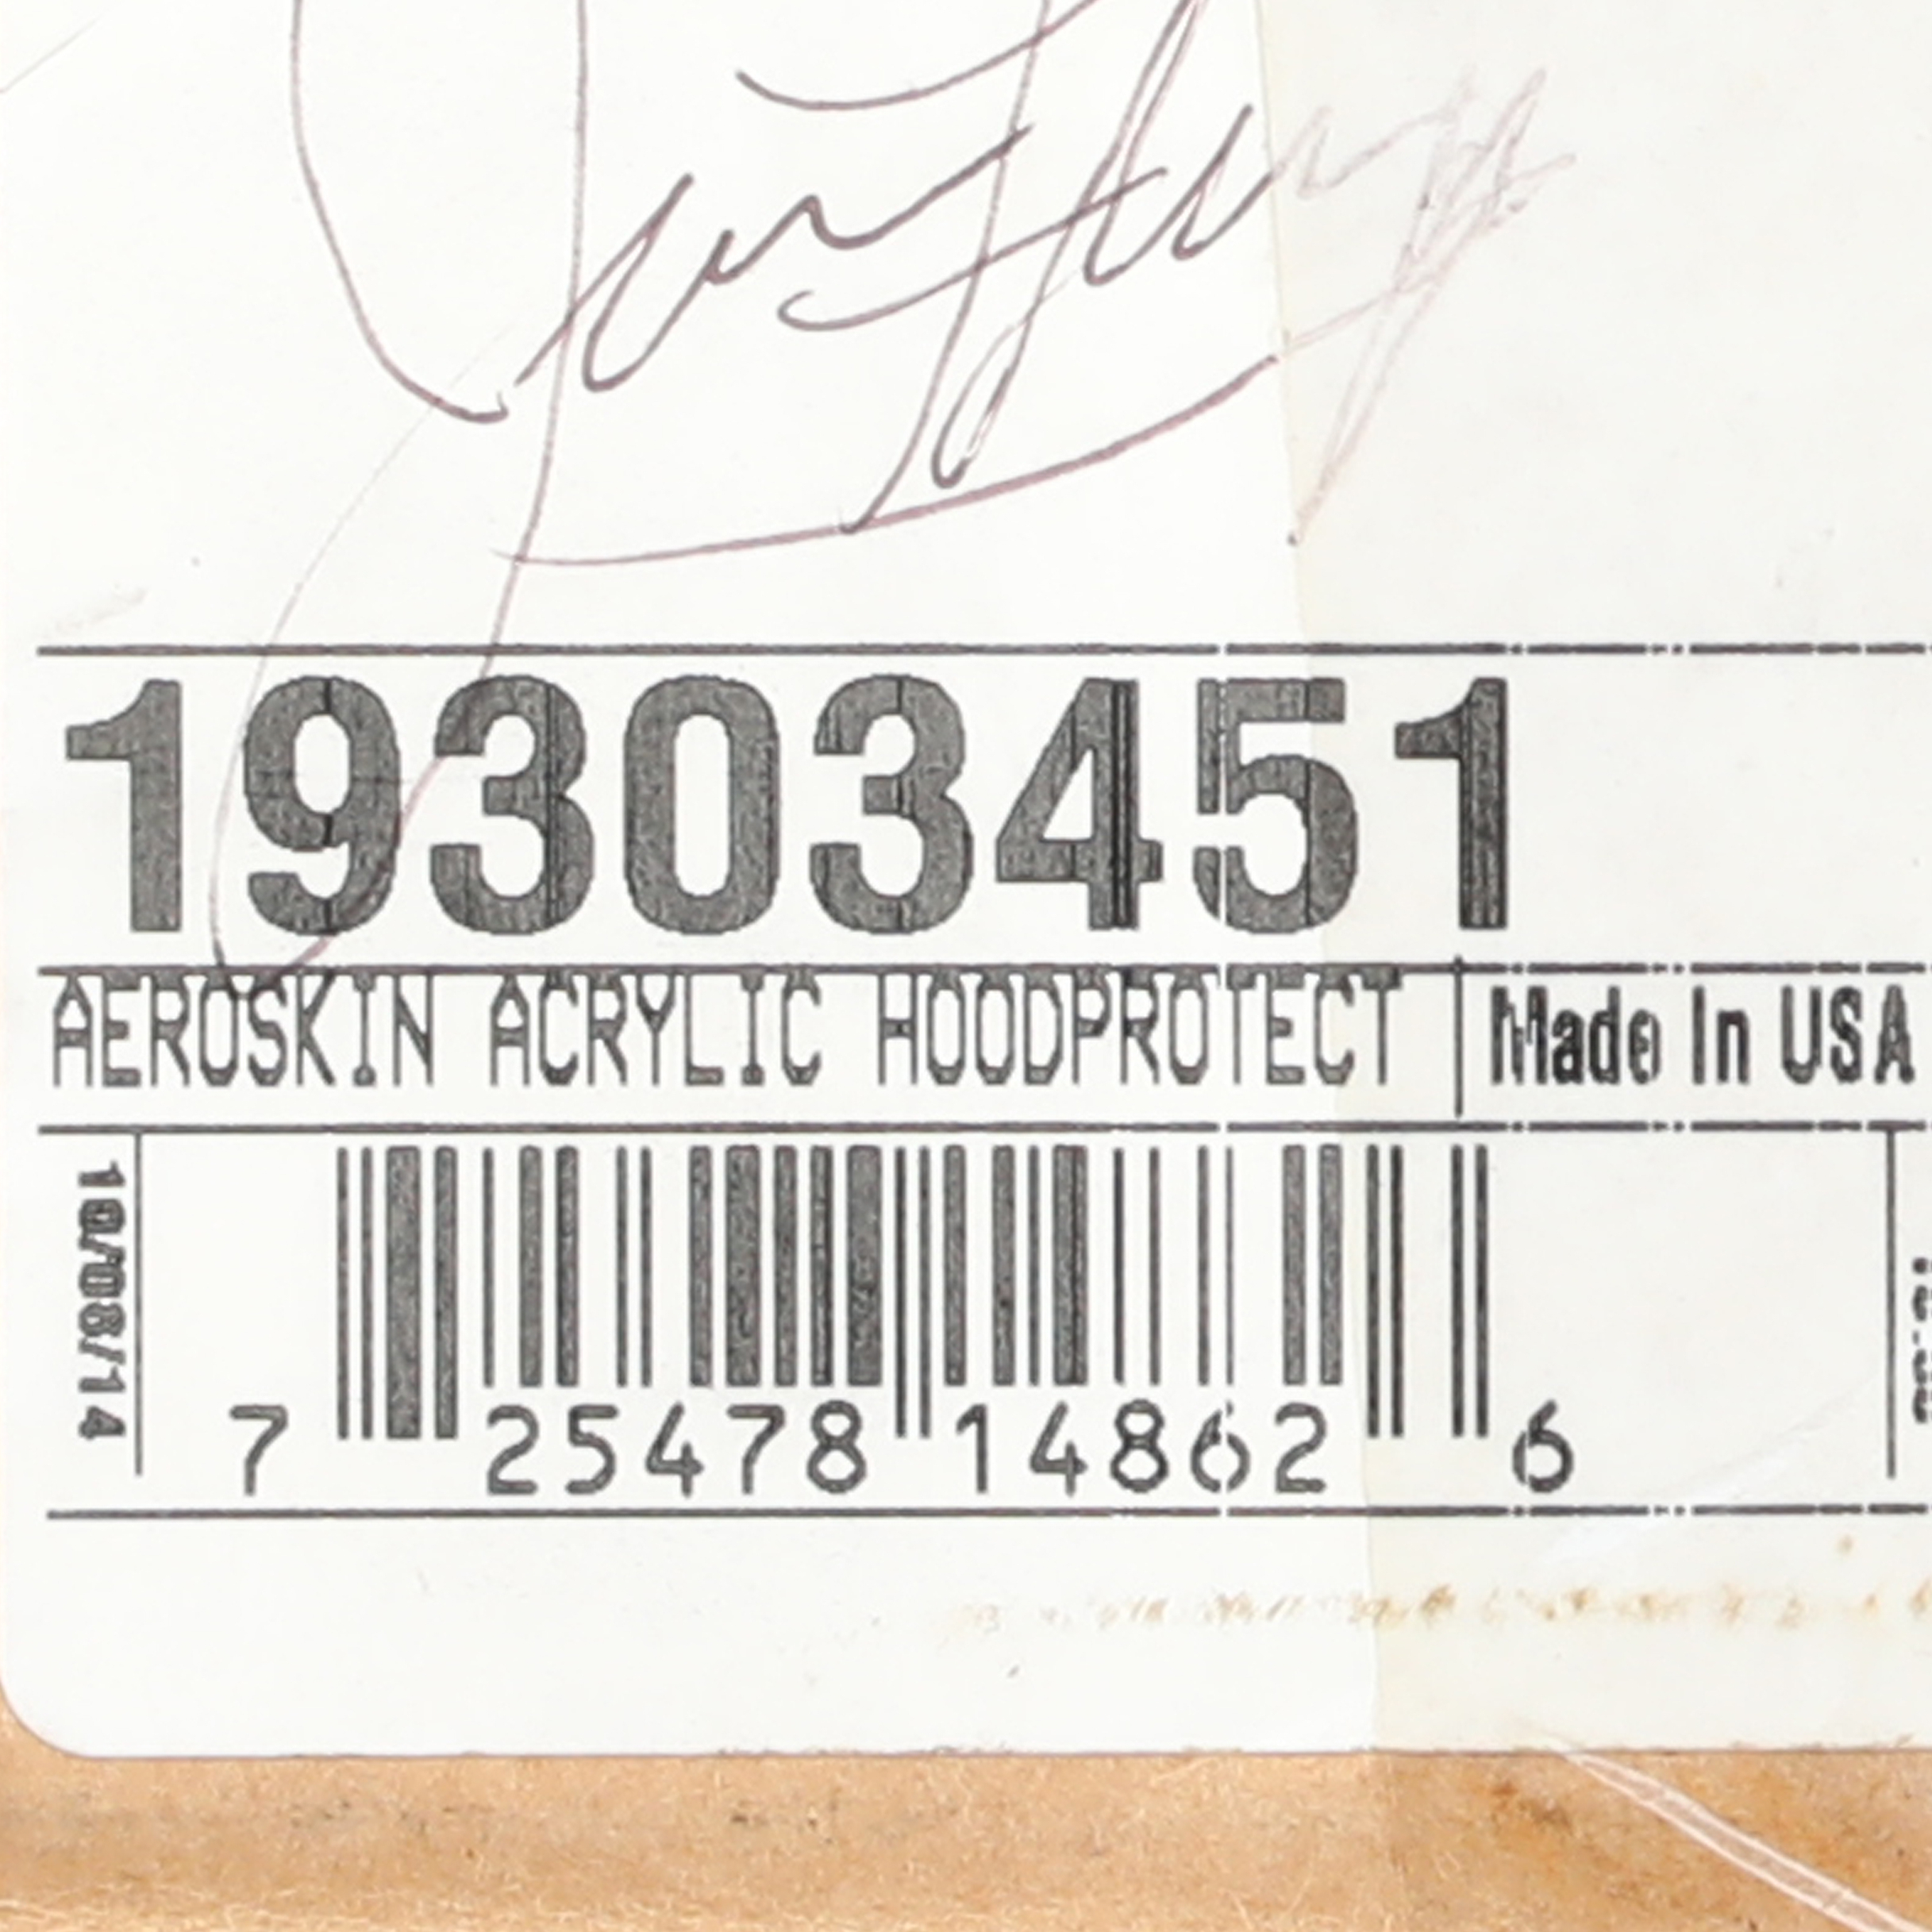 19303451
AEROSKIN ACRYLIC HOODPROTECT
Made In USA
10/08/14
7 25478 14862 6